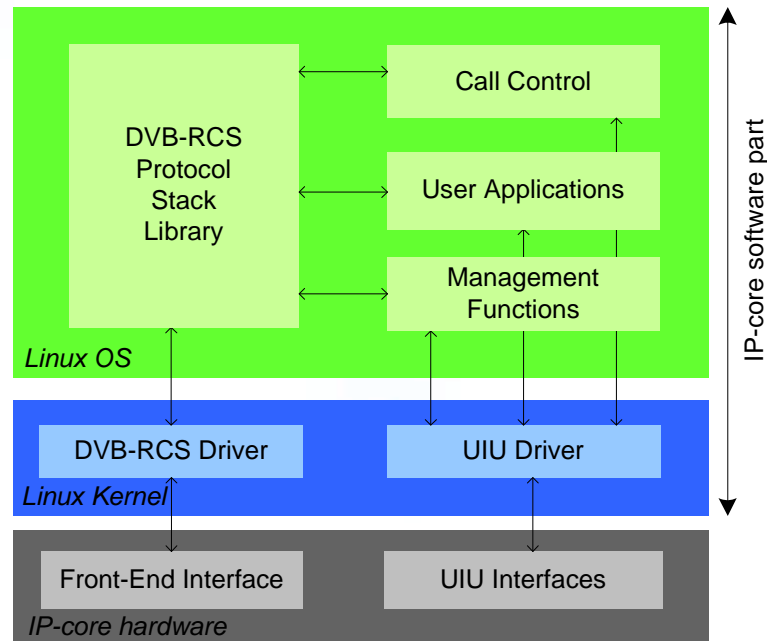 DVB-RCS
Protocol
Stack
Library
Call Control
User Applications
Management
Functions
Linux OS
DVB-RCS Driver
UIU Driver
Linux Kernel
Front-End Interface
UIU Interfaces
IP-core hardware
IP-core software part